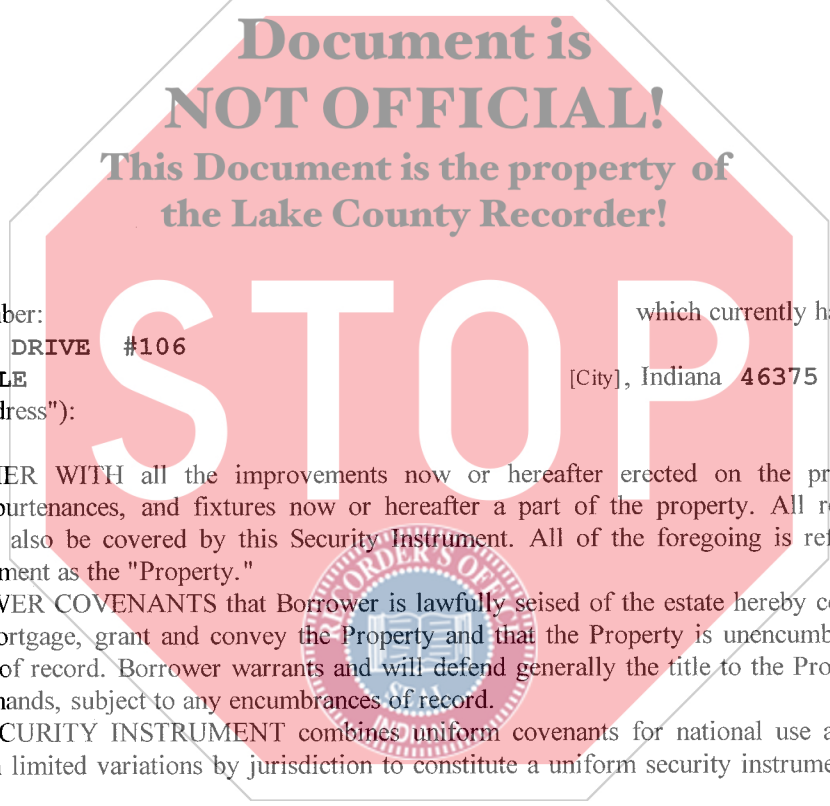 Document is
NOT OFFICIAL!
This Document is the property of
the Lake County Recorder!
STOP
ber: which currently ha
DRIVE #106
LE [City], Indiana 46375
dress"):
ER WITH all the improvements now or hereafter erected on the pr
purtenances, and fixtures now or hereafter a part of the property. All re
also be covered by this Security Instrument. All of the foregoing is ref
ment as the "Property."
WER COVENANTS that Borrower is lawfully seised of the estate hereby co
ortgage, grant and convey the Property and that the Property is unencumb
of record. Borrower warrants and will defend generally the title to the Pro
nands, subject to any encumbrances of record.
CURITY INSTRUMENT combines uniform covenants for national use a
limited variations by jurisdiction to constitute a uniform security instrume
RECORDER'S OFFICE
SEAL